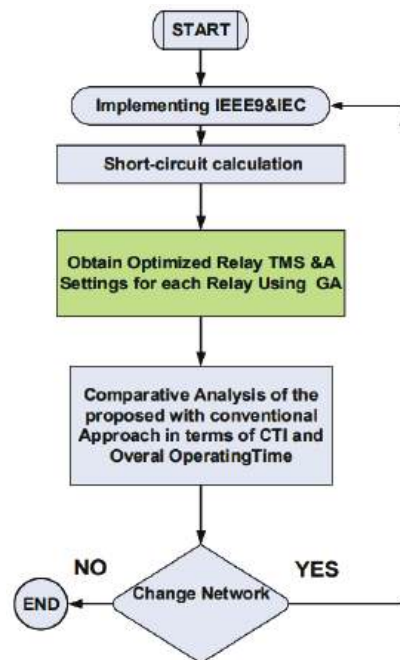 START
Implementing IEEE9&IEC
Short-circuit calculation
Obtain Optimized Relay TMS &A
Settings for each Relay Using GA
Comparative Analysis of the
proposed with conventional
Approach in terms of CTI and
Overal OperatingTime
NO
YES
END
Change Network